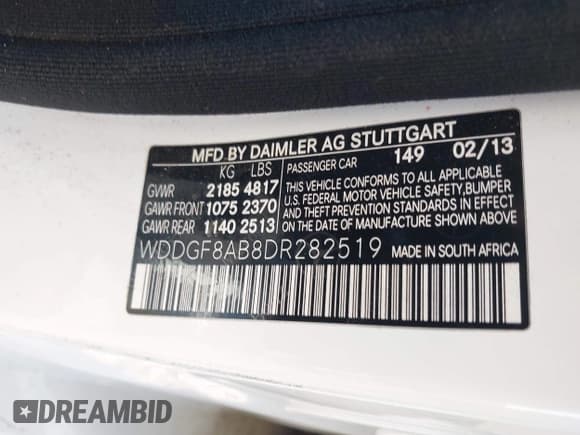 MFD BY DAIMLER AG STUTTGART
KG LBS PASSENGER CAR 149 02/13
GVWR 2185 4817
GAWR FRONT 1075 2370
GAWR REAR 1140 2513
THIS VEHICLE CONFORMS TO ALL APPLICABLE
U.S. FEDERAL MOTOR VEHICLE SAFETY, BUMPER
AND THEFT PREVENTION STANDARDS IN EFFECT
ON THE DATE OF MANUFACTURE SHOWN ABOVE.
WDDGF8AB8DR282519 MADE IN SOUTH AFRICA
DREAMBID